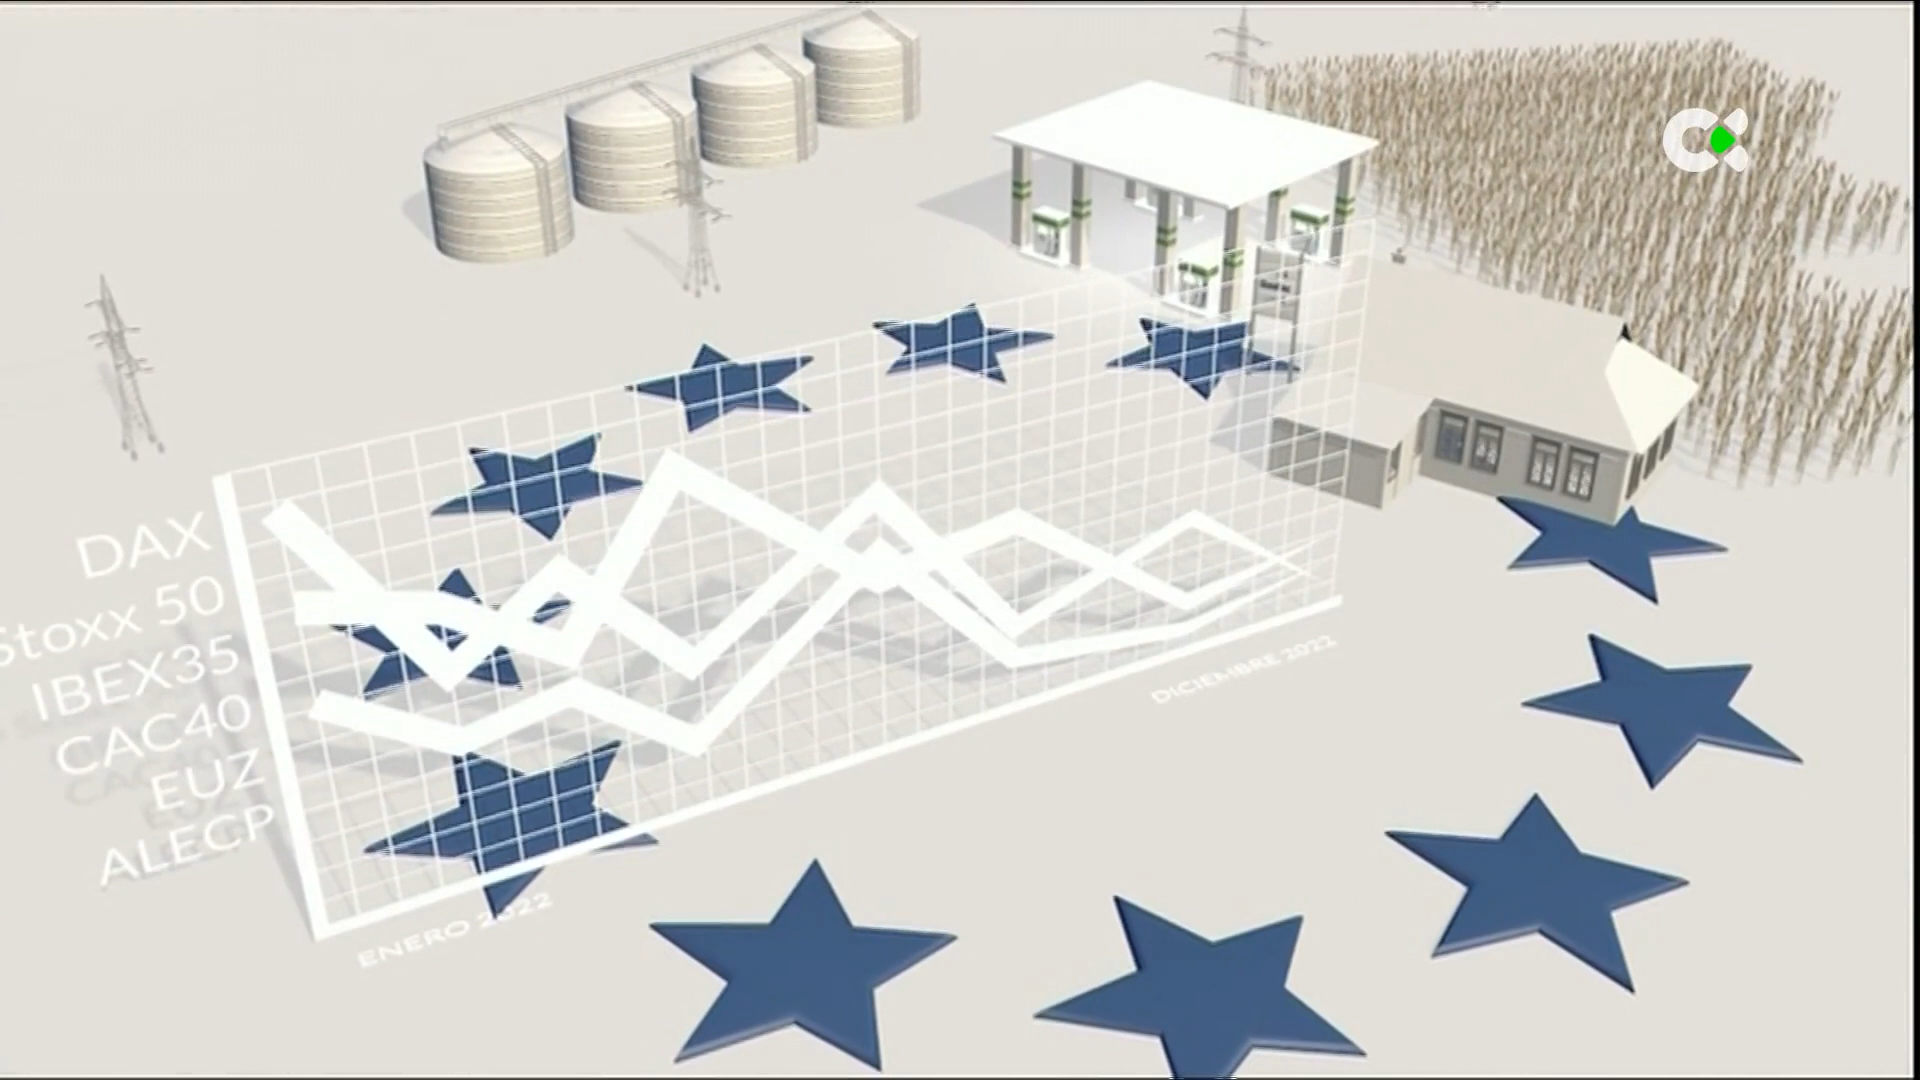 DAX
Stoxx 50
IBEX35
CAC40
EUZ
ALECP
ENERO 2022
DICIEMBRE 2022